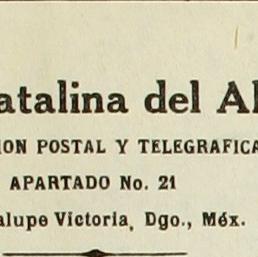 atalina del Al
ION POSTAL Y TELEGRAFICA
APARTADO No. 21
alupe Victoria, Dgo., Méx.